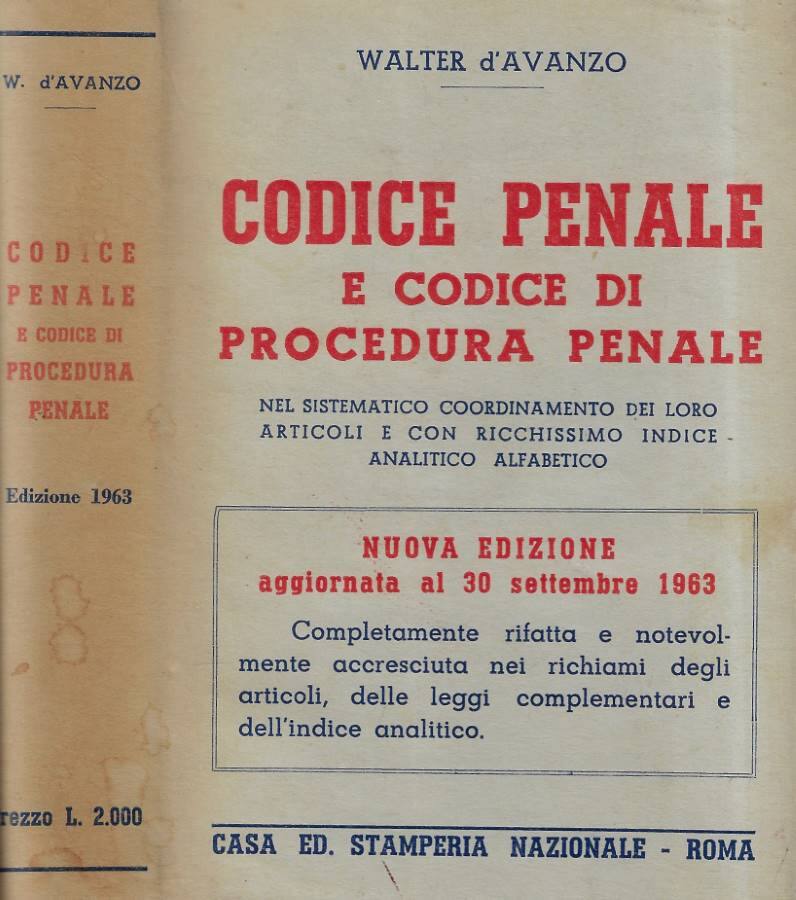 W. d'AVANZO
CODICE
PENALE
E CODICE DI
PROCEDURA
PENALE
Edizione 1963
rezzo L. 2.000
WALTER d'AVANZO
CODICE PENALE
E CODICE DI
PROCEDURA PENALE
NEL SISTEMATICO COORDINAMENTO DEI LORO
ARTICOLI E CON RICCHISSIMO INDICE
ANALITICO ALFABETICO
NUOVA EDIZIONE
aggiornata al 30 settembre 1963
Completamente rifatta e notevol-
mente accresciuta nei richiami degli
articoli, delle leggi complementari e
dell'indice analitico.
CASA ED. STAMPERIA NAZIONALE - ROMA